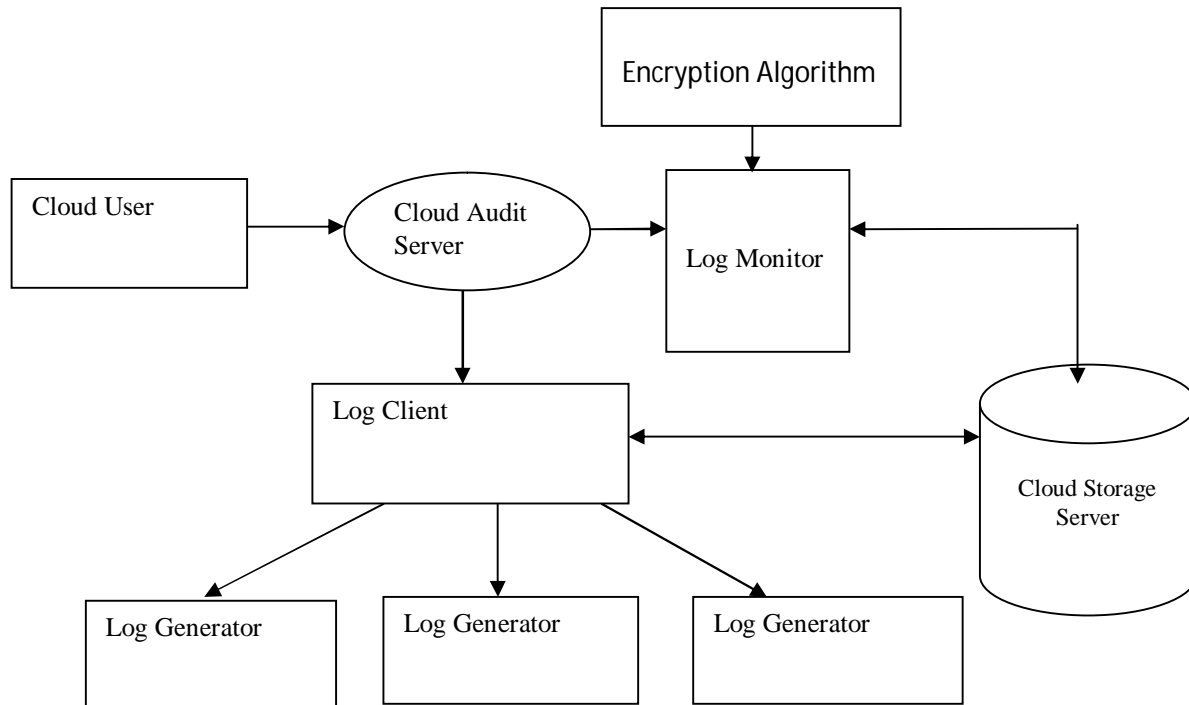 Encryption Algorithm
Cloud User
Cloud Audit
Server
Log Monitor
Log Client
Cloud Storage
Server
Log Generator
Log Generator
Log Generator